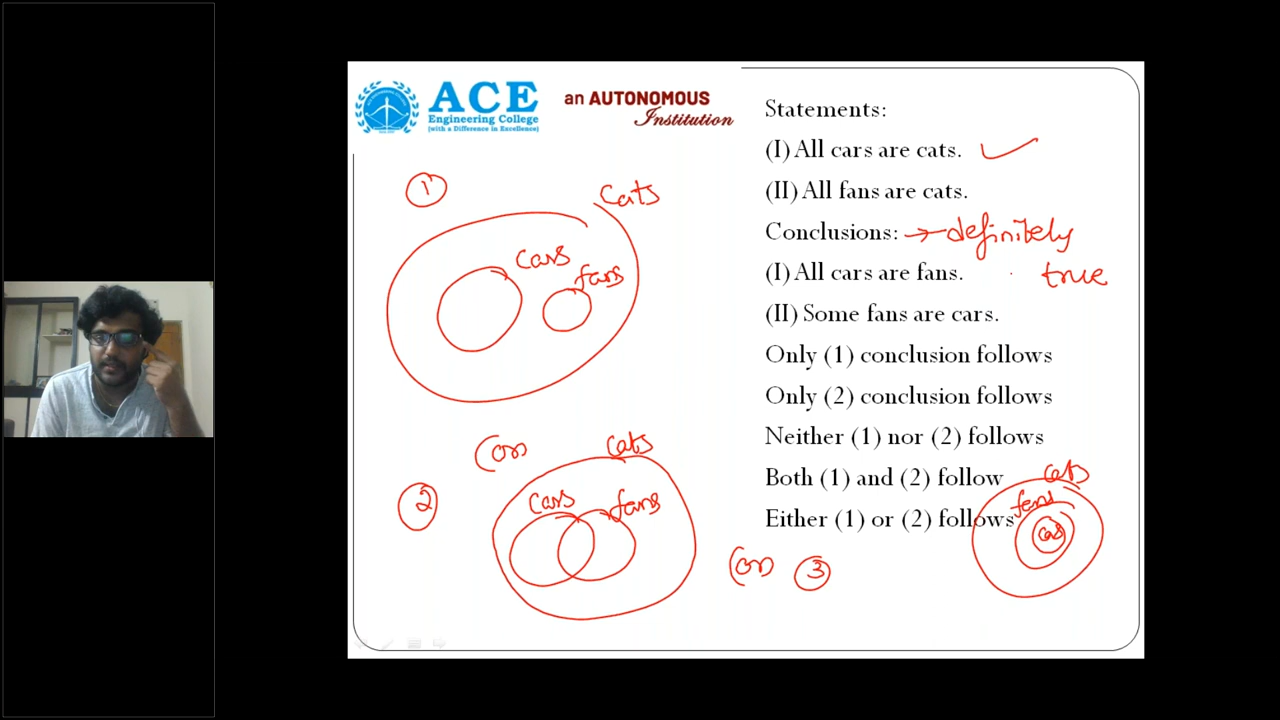 ACE
Engineering College
(with a Difference in Excellence)
an AUTONOMOUS
Institution
Statements:
(I) All cars are cats.
(II) All fans are cats.
Conclusions: → definitely
true
(I) All cars are fans.
(II) Some fans are cars.
Only (1) conclusion follows
Only (2) conclusion follows
Neither (1) nor (2) follows
Both (1) and (2) follow
Either (1) or (2) follows
1
cats
cars
fans
(or)
2
cats
cars
fans
(or)
3
cats
fans